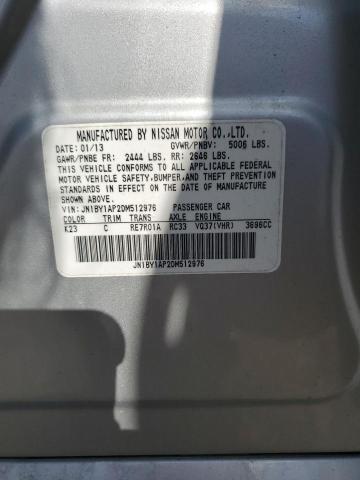 MANUFACTURED BY NISSAN MOTOR CO.,LTD.
DATE: 01/13 GVWR/PNBV: 5006 LBS.
GAWR/PNBE FR: 2444 LBS. RR: 2646 LBS.
THIS VEHICLE CONFORMS TO ALL APPLICABLE FEDERAL
MOTOR VEHICLE SAFETY,BUMPER,AND THEFT PREVENTION
STANDARDS IN EFFECT ON THE DATE OF MANUFACTURE
SHOWN ABOVE.
VIN: JN1BY1AP2DM512976 PASSENGER CAR
COLOR TRIM TRANS AXLE ENGINE
K23 C RE7R01A RC33 VQ37(VHR) 3696CC
JN1BY1AP2DM512976